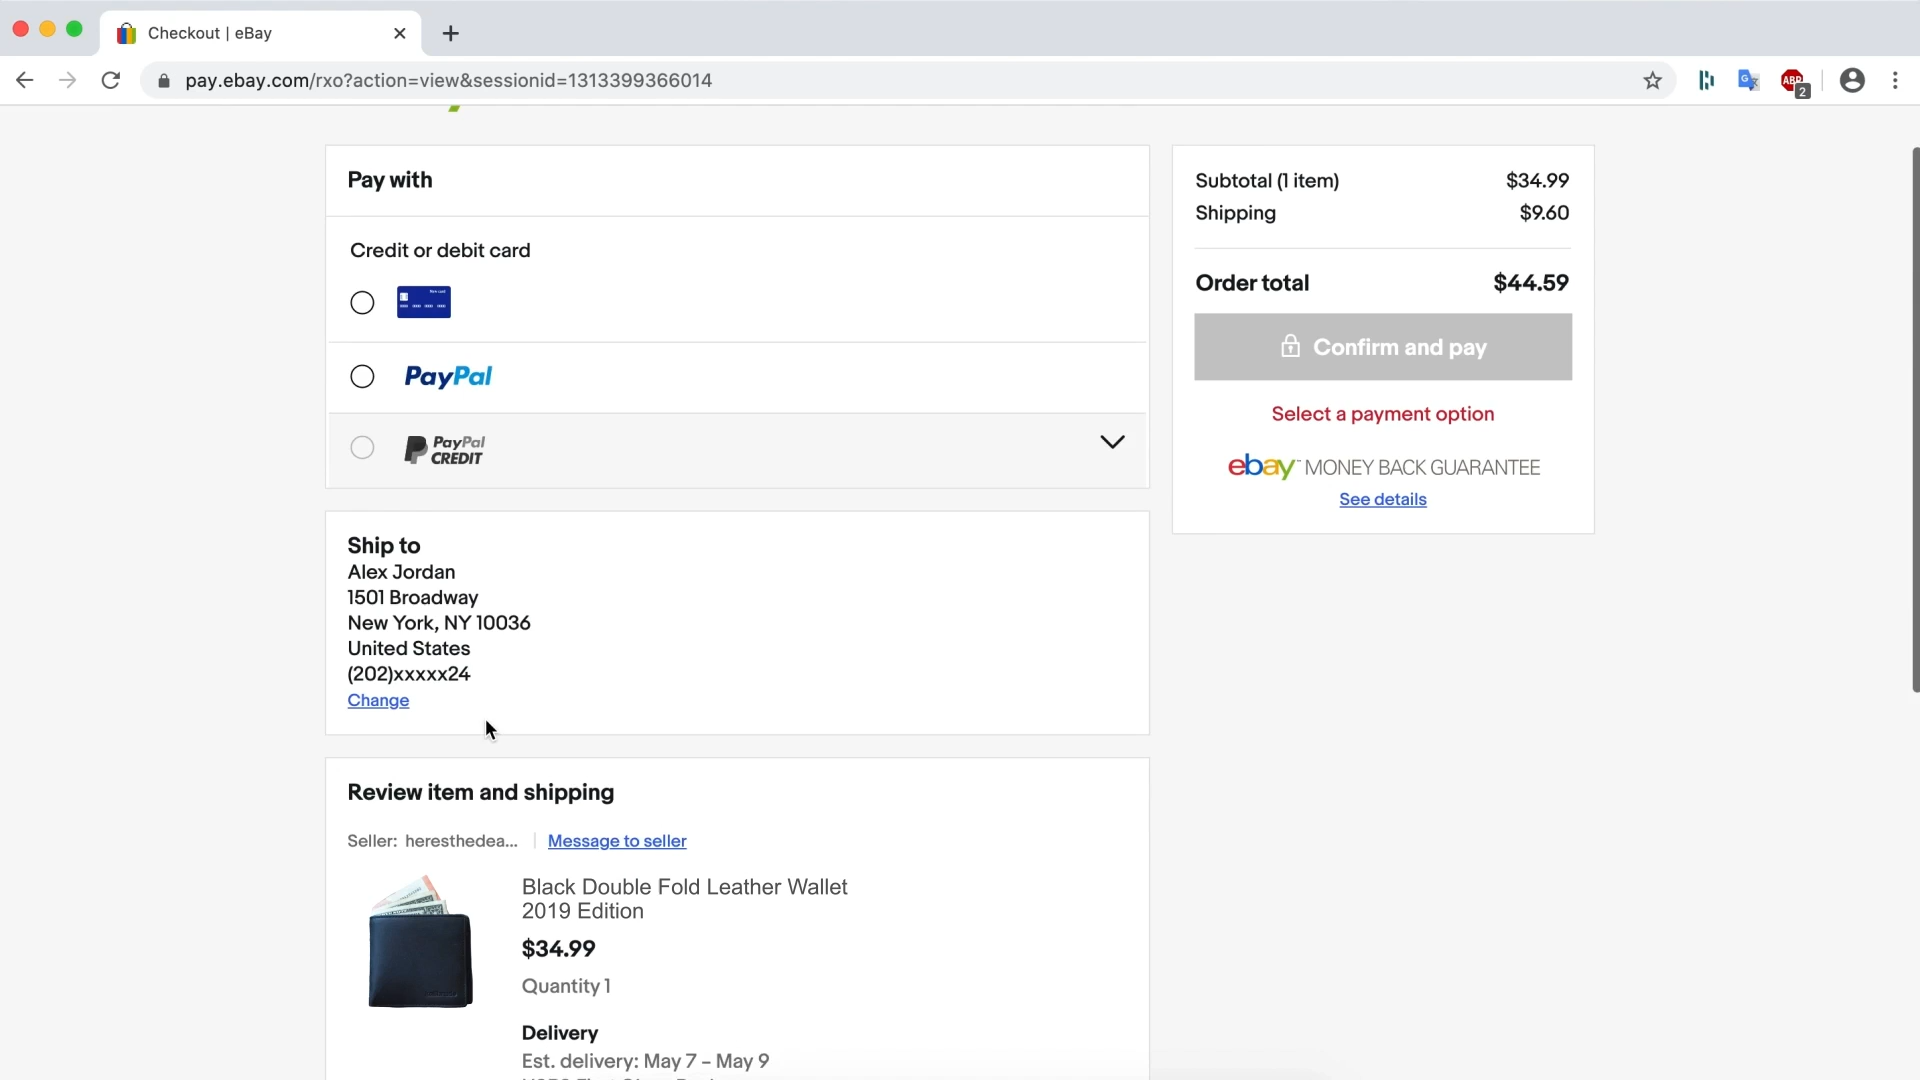 Checkout | eBay
pay.ebay.com/rxo?action=view&sessionid=1313399366014
ABP
2
Pay with
Credit or debit card
PayPal
PayPal
CREDIT
Subtotal (1 item) $34.99
Shipping $9.60
Order total $44.59
Confirm and pay
Select a payment option
ebay MONEY BACK GUARANTEE
See details
Ship to
Alex Jordan
1501 Broadway
New York, NY 10036
United States
(202)xxxxx24
Change
Review item and shipping
Seller: heresthedea... Message to seller
Black Double Fold Leather Wallet
2019 Edition
$34.99
Quantity 1
Delivery
Est. delivery: May 7 – May 9